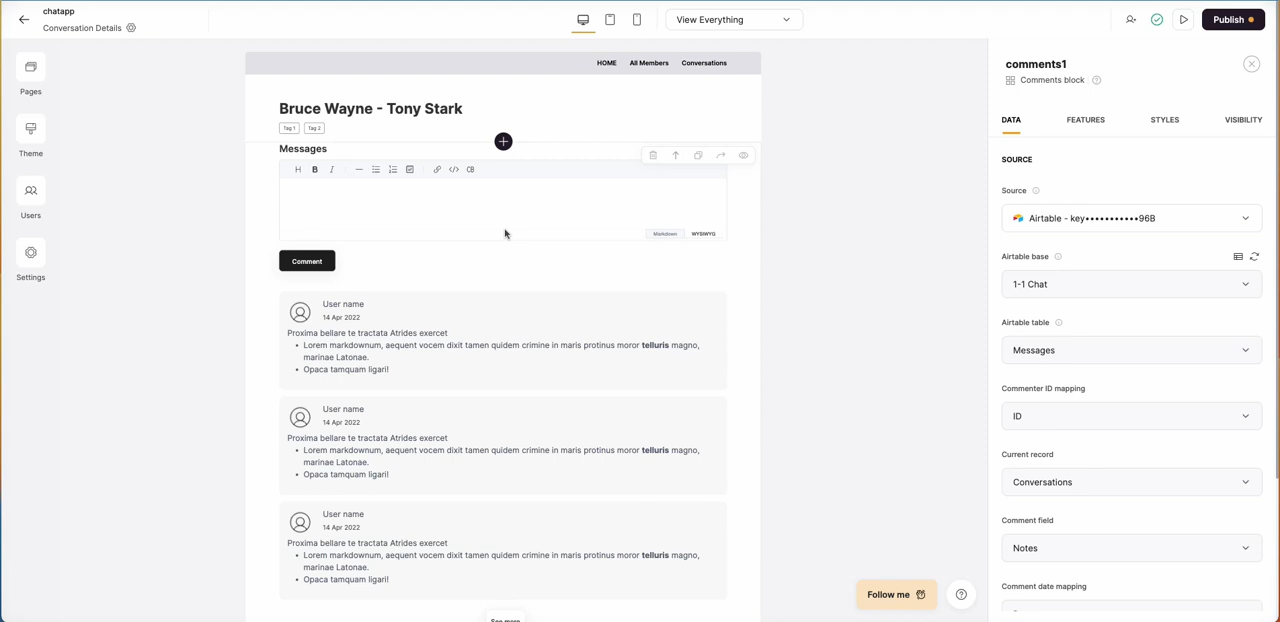 chatapp
Conversation Details
View Everything
Publish
Pages
Theme
Users
Settings
HOME All Members Conversations
Bruce Wayne - Tony Stark
Tag 1 Tag 2
Messages
H B I
CB
Markdown WYSIWYG
Comment
User name
14 Apr 2022
Proxima bellare te tractata Atrides exercet
• Lorem markdownum, aequent vocem dixit tamen quidem crimine in maris protinus moror telluris magno,
marinae Latonae.
• Opaca tamquam ligari!
User name
14 Apr 2022
Proxima bellare te tractata Atrides exercet
• Lorem markdownum, aequent vocem dixit tamen quidem crimine in maris protinus moror telluris magno,
marinae Latonae.
• Opaca tamquam ligari!
User name
14 Apr 2022
Proxima bellare te tractata Atrides exercet
• Lorem markdownum, aequent vocem dixit tamen quidem crimine in maris protinus moror telluris magno,
marinae Latonae.
• Opaca tamquam ligari!
See more
Follow me
comments1
Comments block
DATA FEATURES STYLES VISIBILITY
SOURCE
Source
Airtable - key•••••••••••96B
Airtable base
1-1 Chat
Airtable table
Messages
Commenter ID mapping
ID
Current record
Conversations
Comment field
Notes
Comment date mapping